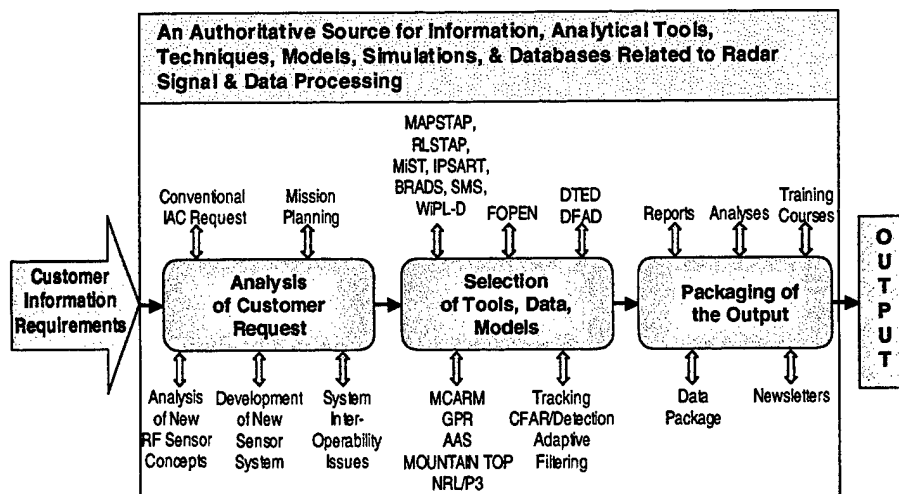 An Authoritative Source for Information, Analytical Tools,
Techniques, Models, Simulations, & Databases Related to Radar
Signal & Data Processing
MAPSTAP,
RLSTAP,
MiST, IPSART,
BRADS, SMS,
WiPL-D
Conventional
IAC Request
Mission
Planning
FOPEN
DTED
DFAD
Reports
Analyses
Training
Courses
Customer
Information
Requirements
Analysis
of Customer
Request
Selection
of Tools, Data,
Models
Packaging of
the Output
OUTPUT
Analysis
of New
RF Sensor
Concepts
Development
of New
Sensor
System
System
Inter-
Operability
Issues
MCARM
GPR
AAS
MOUNTAIN TOP
NRL/P3
Tracking
CFAR/Detection
Adaptive
Filtering
Data
Package
Newsletters